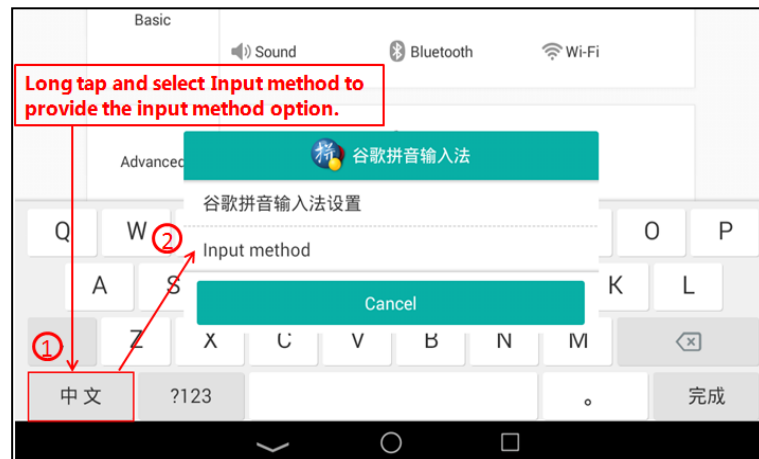 Basic
Sound
Bluetooth
Wi-Fi
Long tap and select Input method to
provide the input method option.
Advanced
谷歌拼音输入法
谷歌拼音输入法设置
② Input method
Cancel
Q W O P
A S K L
① Z X C V B N M
中文 ?123 。 完成